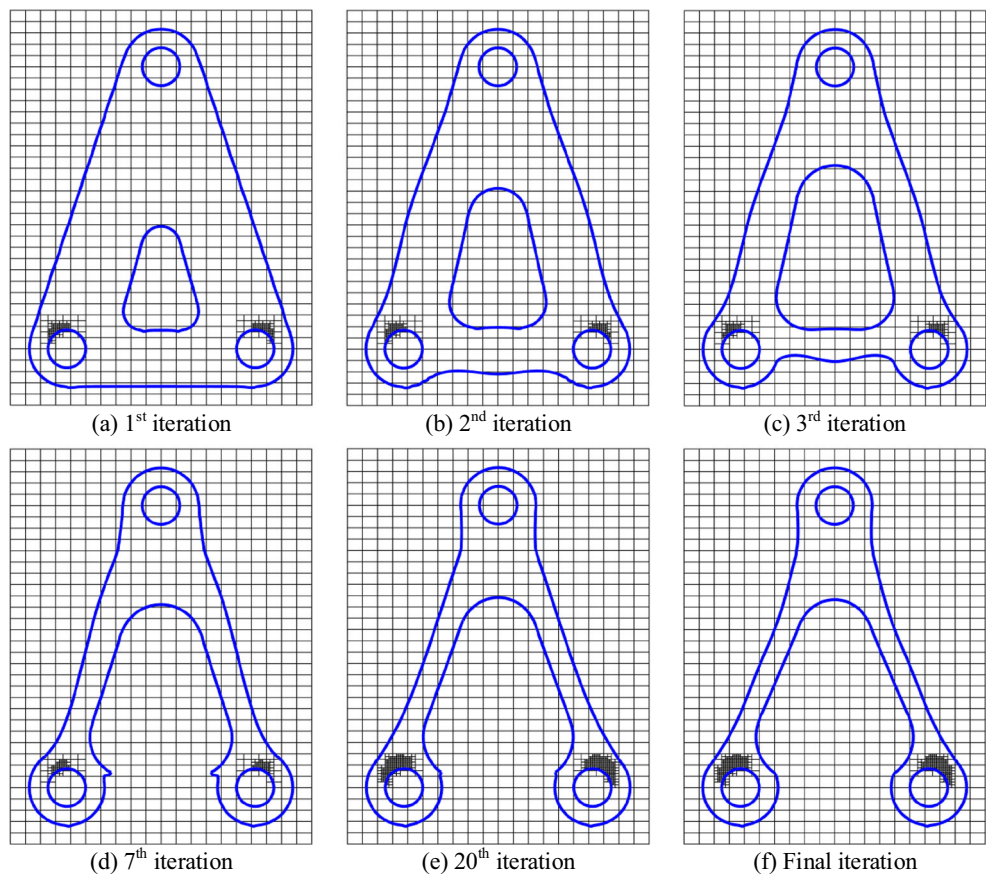 (a) 1st iteration
(b) 2nd iteration
(c) 3rd iteration
(d) 7th iteration
(e) 20th iteration
(f) Final iteration